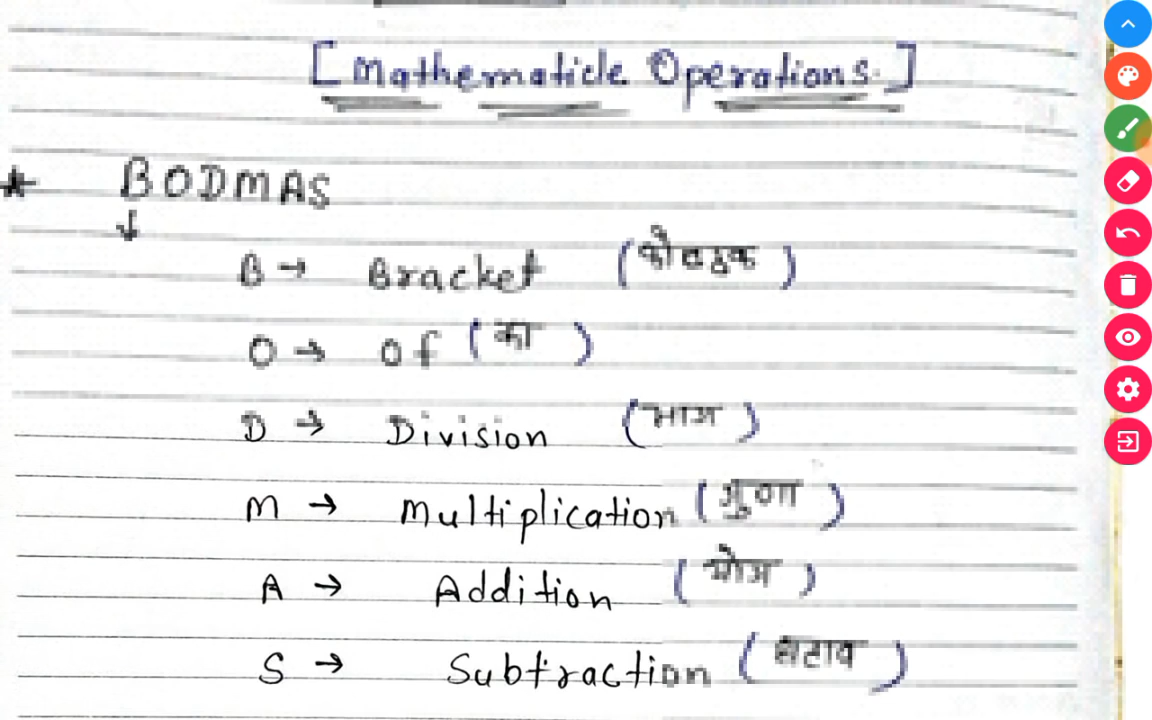 [ Mathematicle Operations. ]
* BODMAS
↓
B → Bracket (कोष्ठक)
O → Of (का)
D → Division (भाग)
M → Multiplication (गुणा)
A → Addition (योग)
S → Subtraction (घटाव)